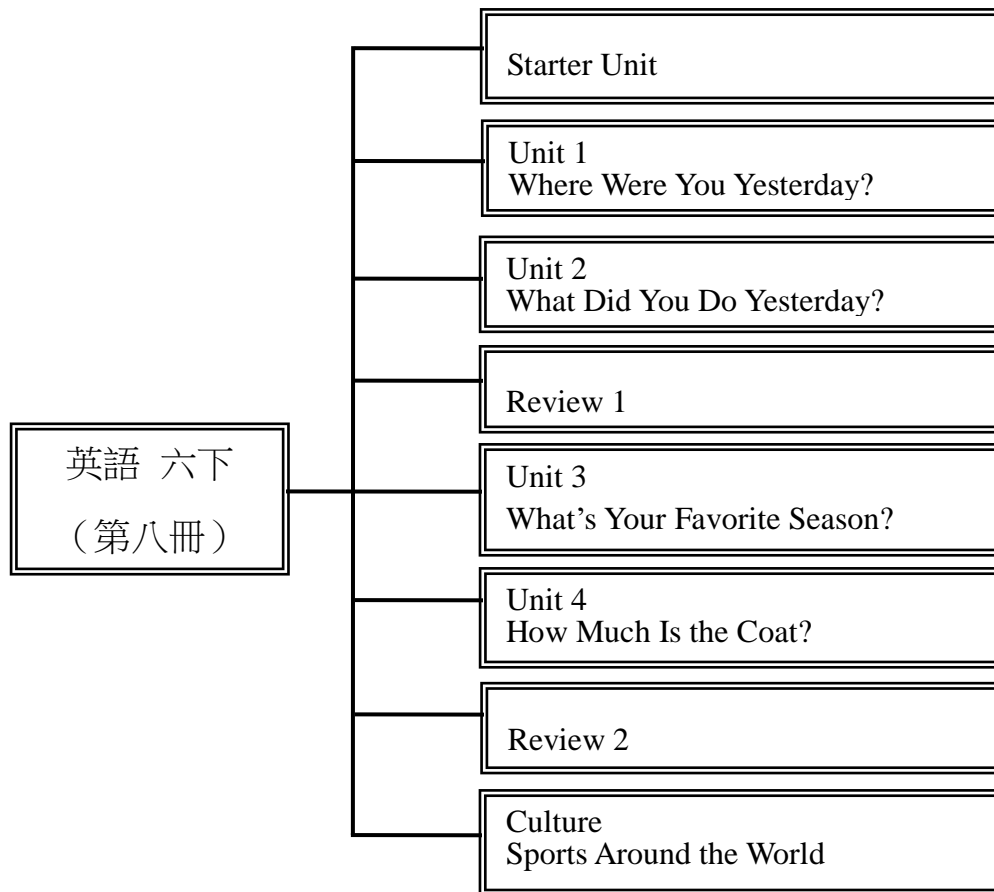 英語 六下
（第八冊）
Starter Unit
Unit 1
Where Were You Yesterday?
Unit 2
What Did You Do Yesterday?
Review 1
Unit 3
What’s Your Favorite Season?
Unit 4
How Much Is the Coat?
Review 2
Culture
Sports Around the World